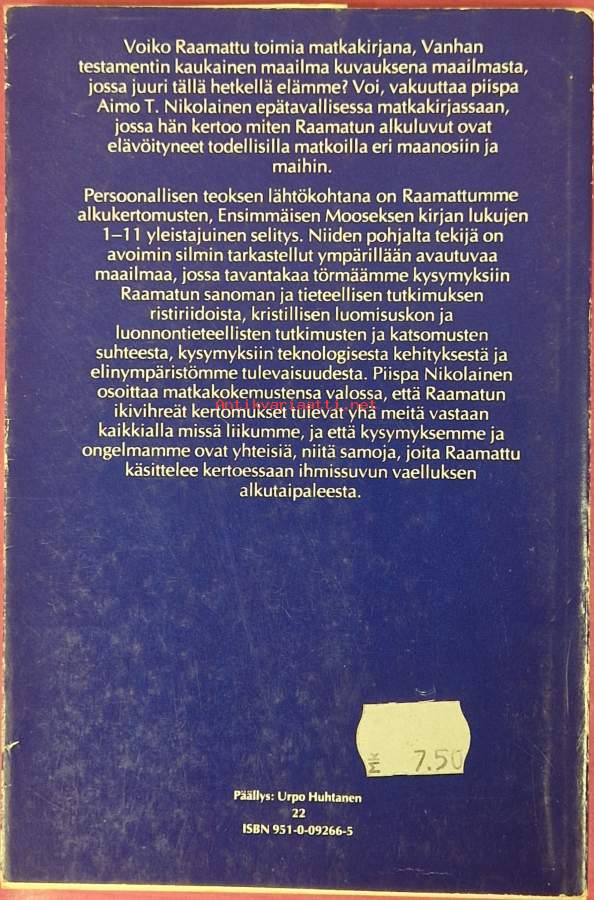 Voiko Raamattu toimia matkakirjana, Vanhan
testamentin kaukainen maailma kuvauksena maailmasta,
jossa juuri tällä hetkellä elämme? Voi, vakuuttaa piispa
Aimo T. Nikolainen epätavallisessa matkakirjassaan,
jossa hän kertoo miten Raamatun alkuluvut ovat
elävöityneet todellisilla matkoilla eri maanosiin ja
maihin.
Persoonallisen teoksen lähtökohtana on Raamattumme
alkukertomusten, Ensimmäisen Mooseksen kirjan lukujen
1–11 yleistajuinen selitys. Niiden pohjalta tekijä on
avoimin silmin tarkastellut ympärillään avautuvaa
maailmaa, jossa tavantakaa törmäämme kysymyksiin
Raamatun sanoman ja tieteellisen tutkimuksen
ristiriidoista, kristillisen luomisuskon ja
luonnontieteellisten tutkimusten ja katsomusten
suhteesta, kysymyksiin teknologisesta kehityksestä ja
elinympäristömme tulevaisuudesta. Piispa Nikolainen
osoittaa matkakokemustensa valossa, että Raamatun
ikivihreät kertomukset tulevat yhä meitä vastaan
kaikkialla missä liikumme, ja että kysymyksemme ja
ongelmamme ovat yhteisiä, niitä samoja, joita Raamattu
käsittelee kertoessaan ihmissuvun vaelluksen
alkutaipaleesta.
Antikvariaatti.net
Mk 7.50
Päällys: Urpo Huhtanen
22
ISBN 951-0-09266-5